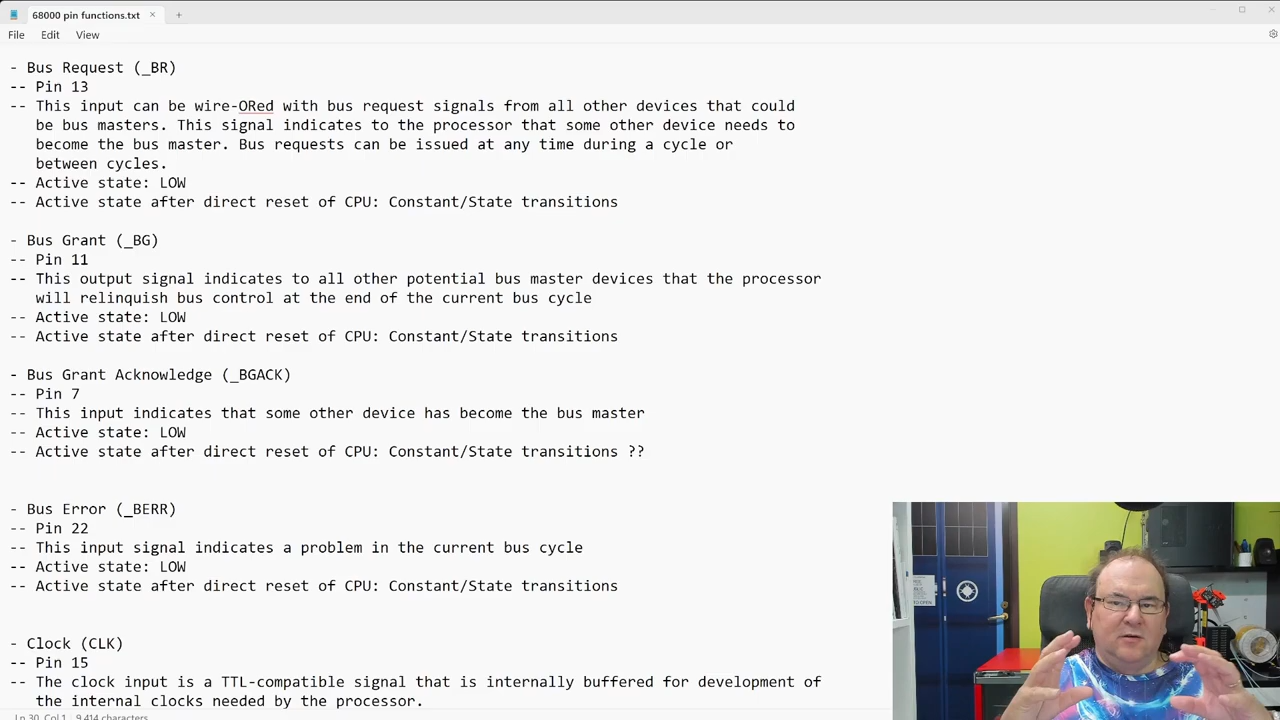 68000 pin functions.txt
File Edit View
- Bus Request (_BR)
-- Pin 13
-- This input can be wire-ORed with bus request signals from all other devices that could
be bus masters. This signal indicates to the processor that some other device needs to
become the bus master. Bus requests can be issued at any time during a cycle or
between cycles.
-- Active state: LOW
-- Active state after direct reset of CPU: Constant/State transitions
- Bus Grant (_BG)
-- Pin 11
-- This output signal indicates to all other potential bus master devices that the processor
will relinquish bus control at the end of the current bus cycle
-- Active state: LOW
-- Active state after direct reset of CPU: Constant/State transitions
- Bus Grant Acknowledge (_BGACK)
-- Pin 7
-- This input indicates that some other device has become the bus master
-- Active state: LOW
-- Active state after direct reset of CPU: Constant/State transitions ??
- Bus Error (_BERR)
-- Pin 22
-- This input signal indicates a problem in the current bus cycle
-- Active state: LOW
-- Active state after direct reset of CPU: Constant/State transitions
- Clock (CLK)
-- Pin 15
-- The clock input is a TTL-compatible signal that is internally buffered for development of
the internal clocks needed by the processor.
Ln 30, Col 1 9,414 characters